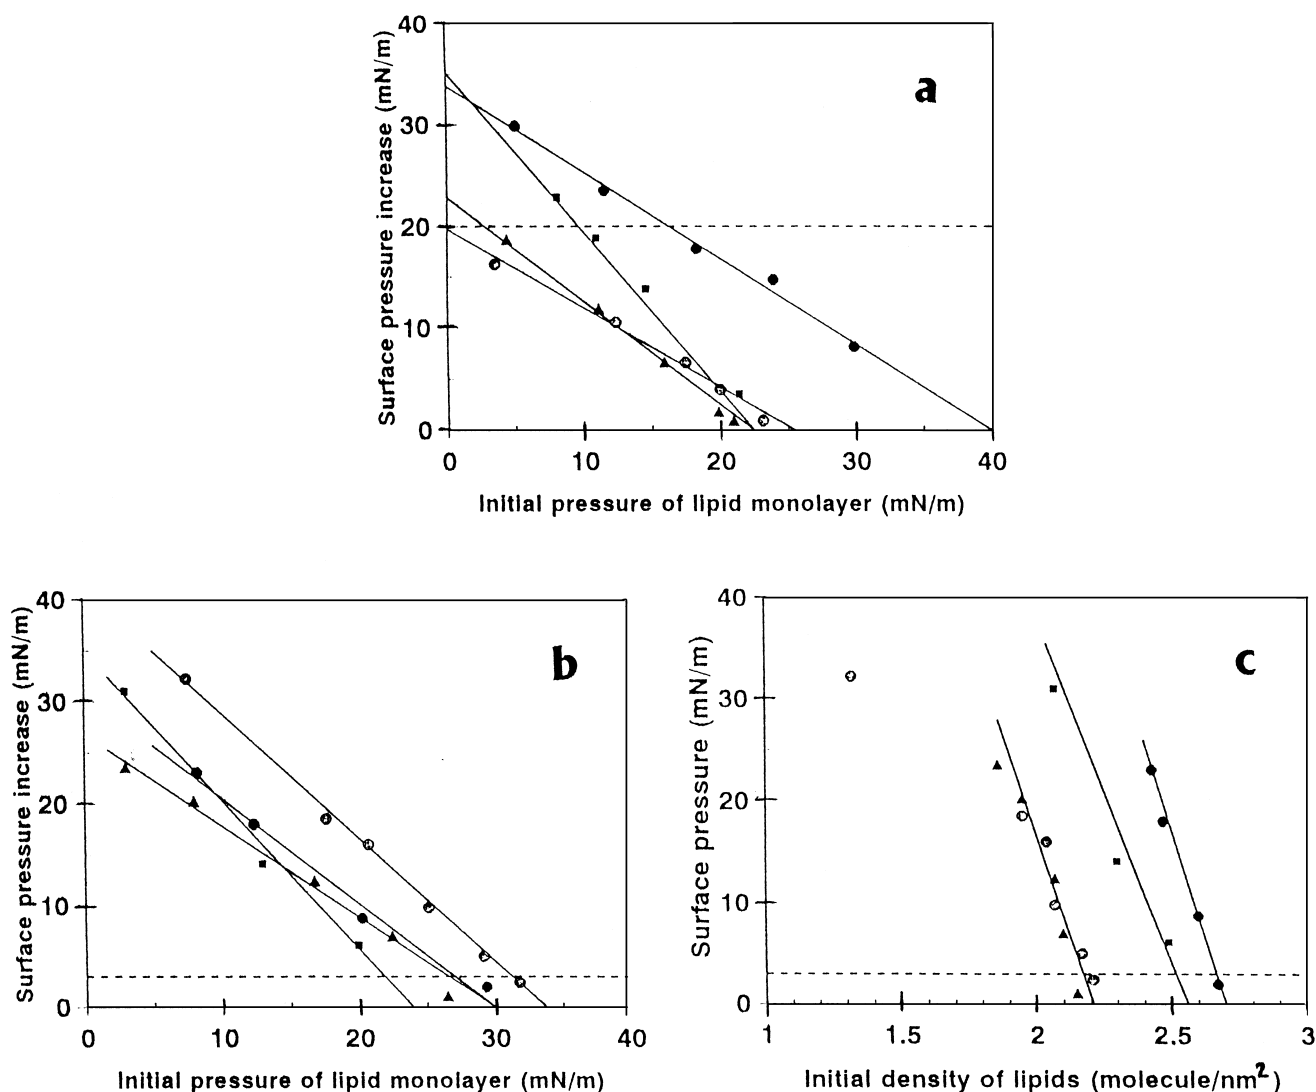 40
30
20
10
0
Surface pressure increase (mN/m)
a
0 10 20 30 40
Initial pressure of lipid monolayer (mN/m)
40
30
20
10
0
Surface pressure increase (mN/m)
b
0 10 20 30 40
Initial pressure of lipid monolayer (mN/m)
40
30
20
10
0
Surface pressure (mN/m)
c
1 1.5 2 2.5 3
Initial density of lipids (molecule/nm²)